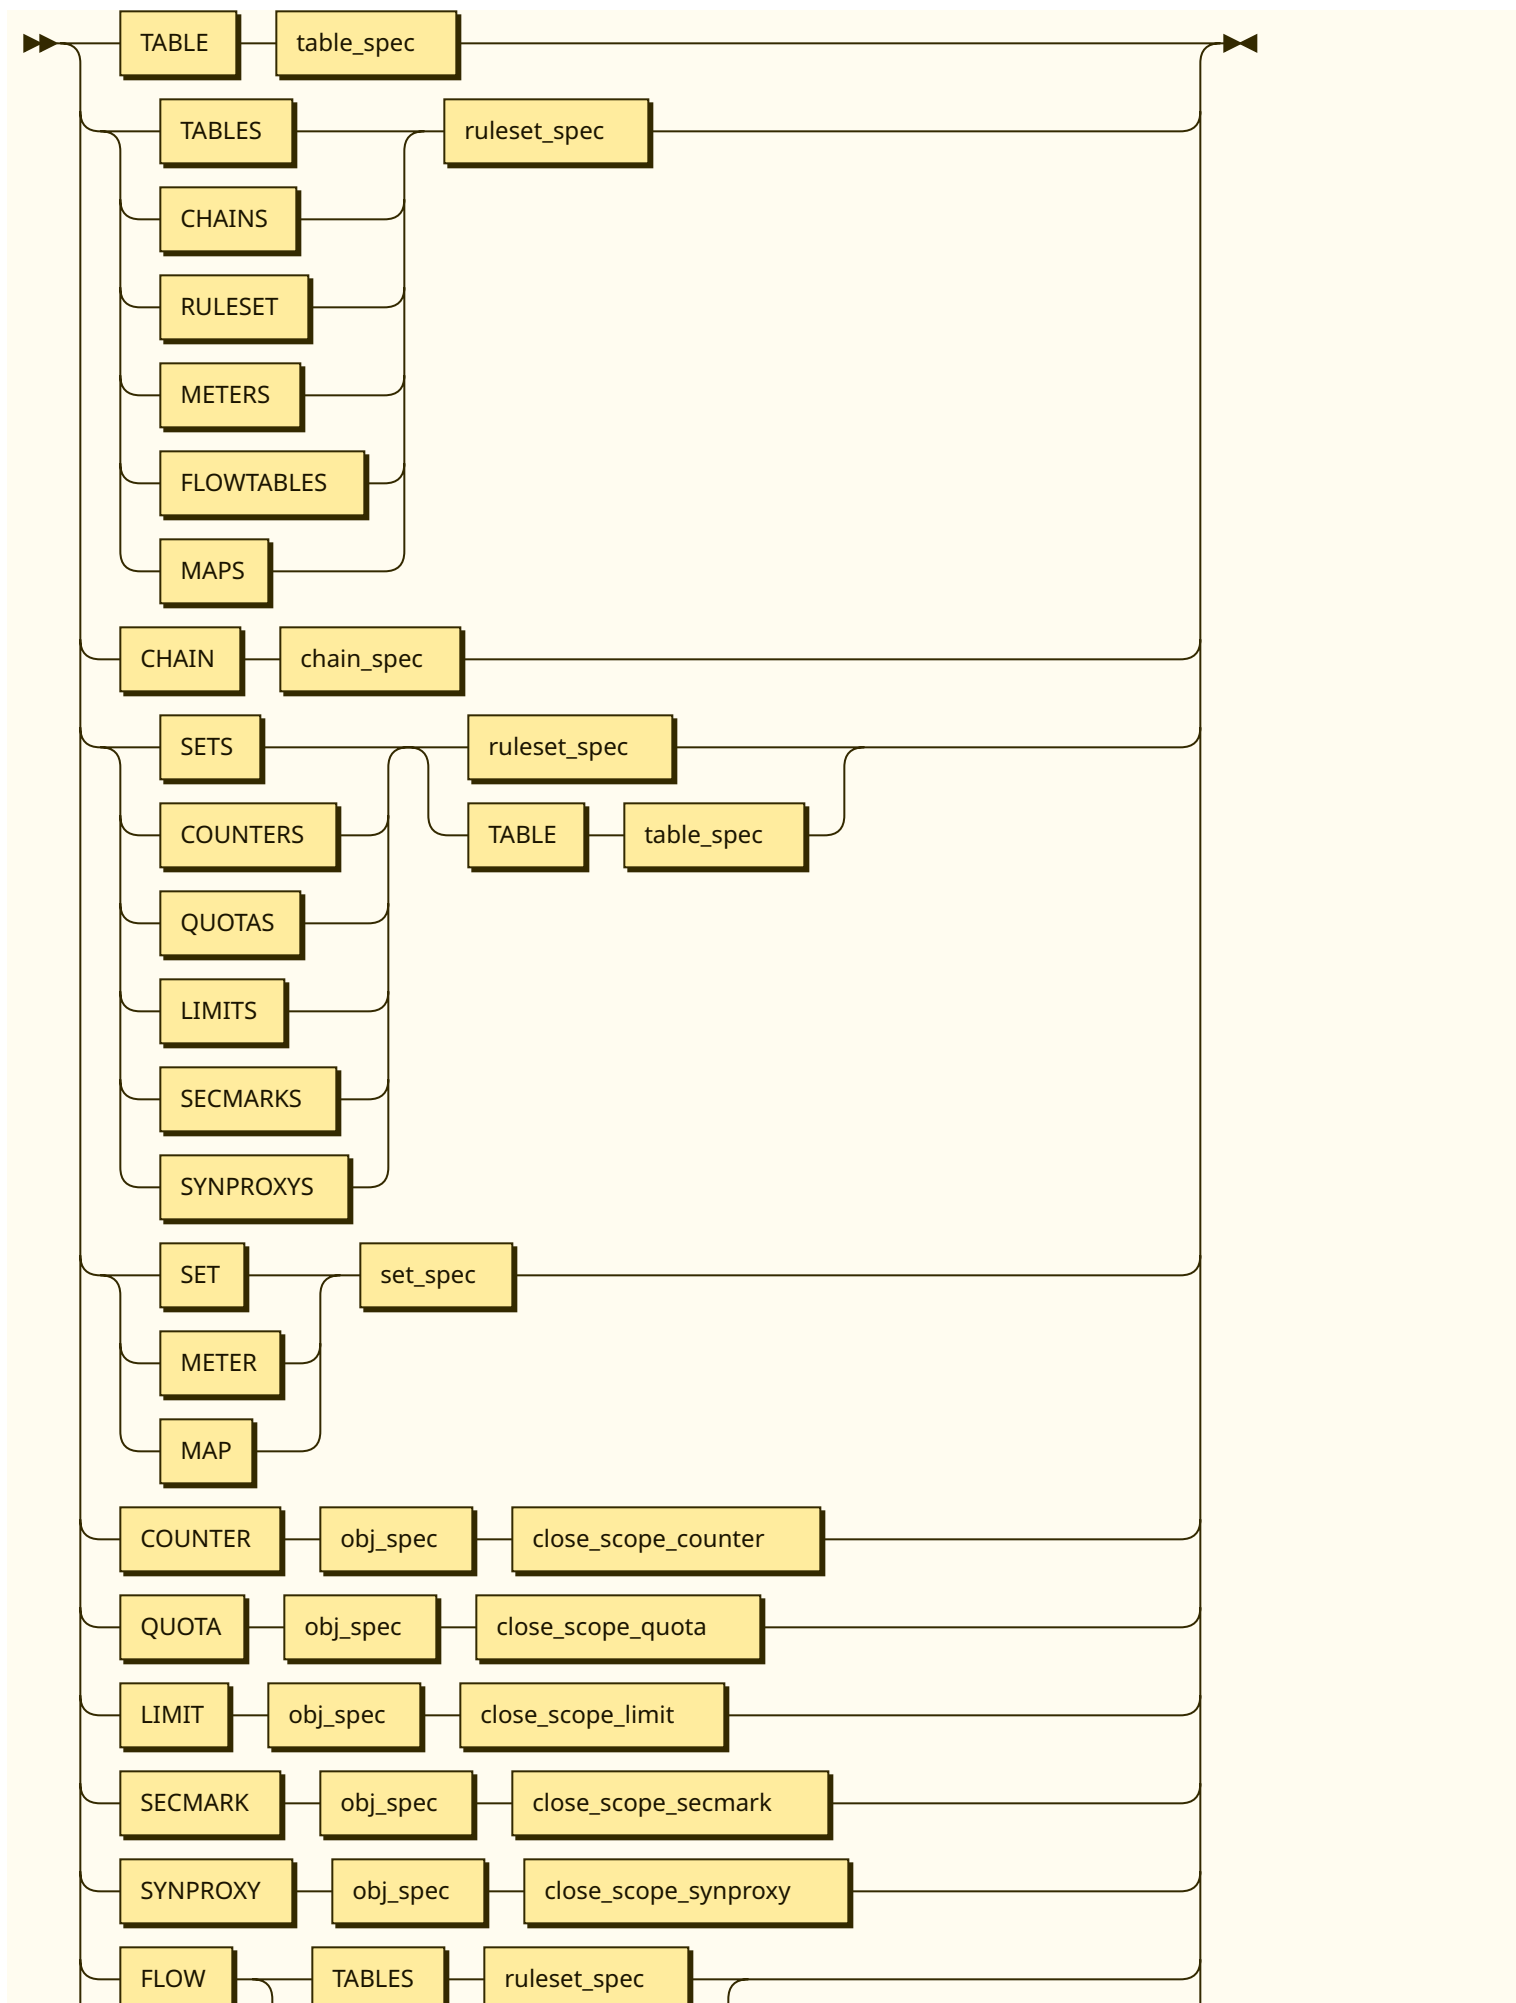 TABLE table_spec
TABLES ruleset_spec
CHAINS
RULESET
METERS
FLOWTABLES
MAPS
CHAIN chain_spec
SETS ruleset_spec
COUNTERS TABLE table_spec
QUOTAS
LIMITS
SECMARKS
SYNPROXYS
SET set_spec
METER
MAP
COUNTER obj_spec close_scope_counter
QUOTA obj_spec close_scope_quota
LIMIT obj_spec close_scope_limit
SECMARK obj_spec close_scope_secmark
SYNPROXY obj_spec close_scope_synproxy
FLOW TABLES ruleset_spec